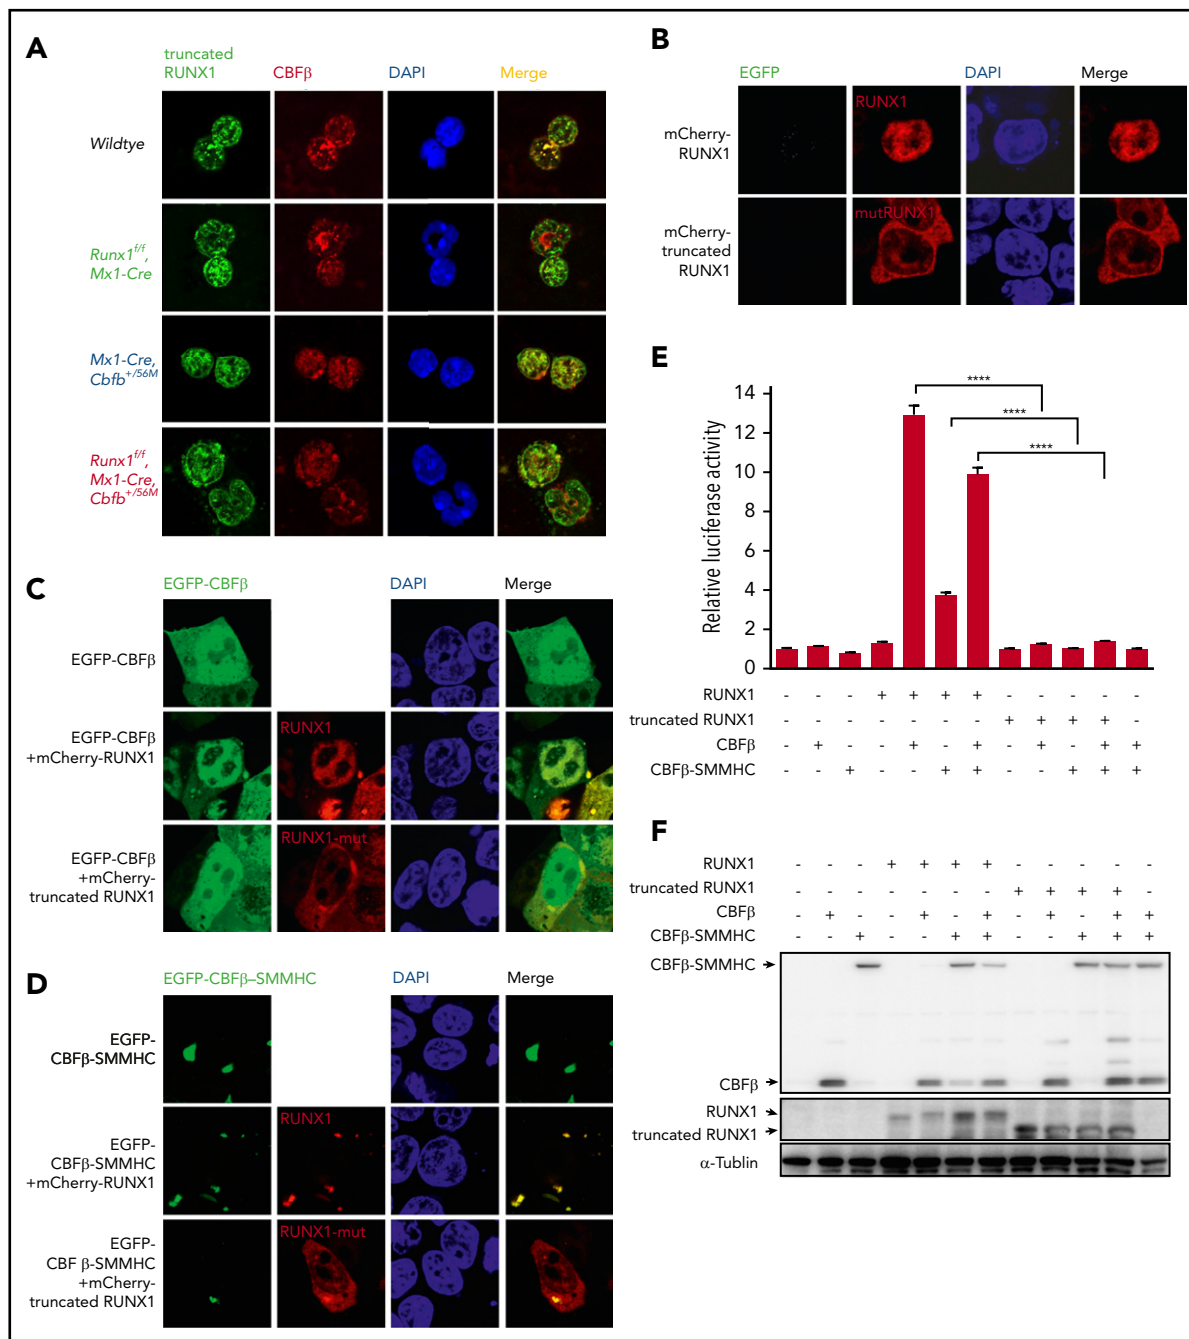 A
truncated
RUNX1
CBFβ
DAPI
Merge
Wildtye
Runx1f/f,
Mx1-Cre
Mx1-Cre,
Cbfb+/56M
Runx1f/f,
Mx1-Cre,
Cbfb+/56M
B
EGFP
DAPI
Merge
mCherry-
RUNX1
RUNX1
mCherry-
truncated
RUNX1
mutRUNX1
C
EGFP-CBFβ
DAPI
Merge
EGFP-CBFβ
EGFP-CBFβ
+mCherry-RUNX1
RUNX1
EGFP-CBFβ
+mCherry-
truncated RUNX1
RUNX1-mut
D
EGFP-CBFβ–SMMHC
DAPI
Merge
EGFP-
CBFβ-SMMHC
EGFP-
CBFβ-SMMHC
+mCherry-RUNX1
RUNX1
EGFP-
CBF β-SMMHC
+mCherry-
truncated RUNX1
RUNX1-mut
E
Relative luciferase activity
14
12
10
8
6
4
2
0
****
****
****
RUNX1 - - - + + + + - - - - -
truncated RUNX1 - - - - - - - + + + + -
CBFβ - + - - + - + - + - + +
CBFβ-SMMHC - - + - - + + - - + + +
F
RUNX1 - - - + + + + - - - - -
truncated RUNX1 - - - - - - - + + + + -
CBFβ - + - - + - + - + - + +
CBFβ-SMMHC - - + - - + + - - + + +
CBFβ-SMMHC
CBFβ
RUNX1
truncated RUNX1
α-Tublin